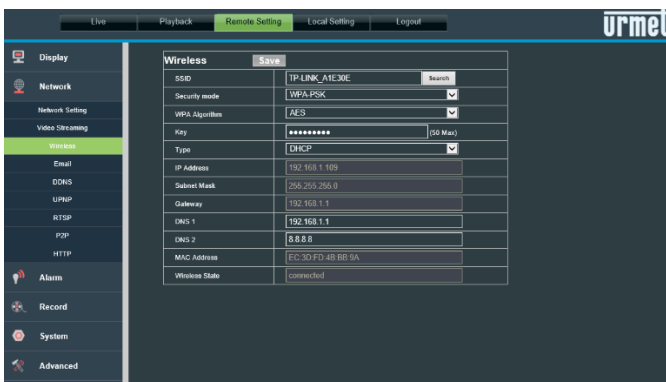 Live Playback Remote Setting Local Setting Logout
urmet
Display
Network
Network Setting
Video Streaming
Wireless
Email
DDNS
UPNP
RTSP
P2P
HTTP
Alarm
Record
System
Advanced
Wireless Save
SSID TP-LINK_A1E30E Search
Security mode WPA-PSK
WPA Algorithm AES
Key ●●●●●●●●● (50 Max)
Type DHCP
IP Address 192.168.1.109
Subnet Mask 255.255.255.0
Gateway 192.168.1.1
DNS 1 192.168.1.1
DNS 2 8.8.8.8
MAC Address EC:3D:FD:4B:BB:9A
Wireless State connected